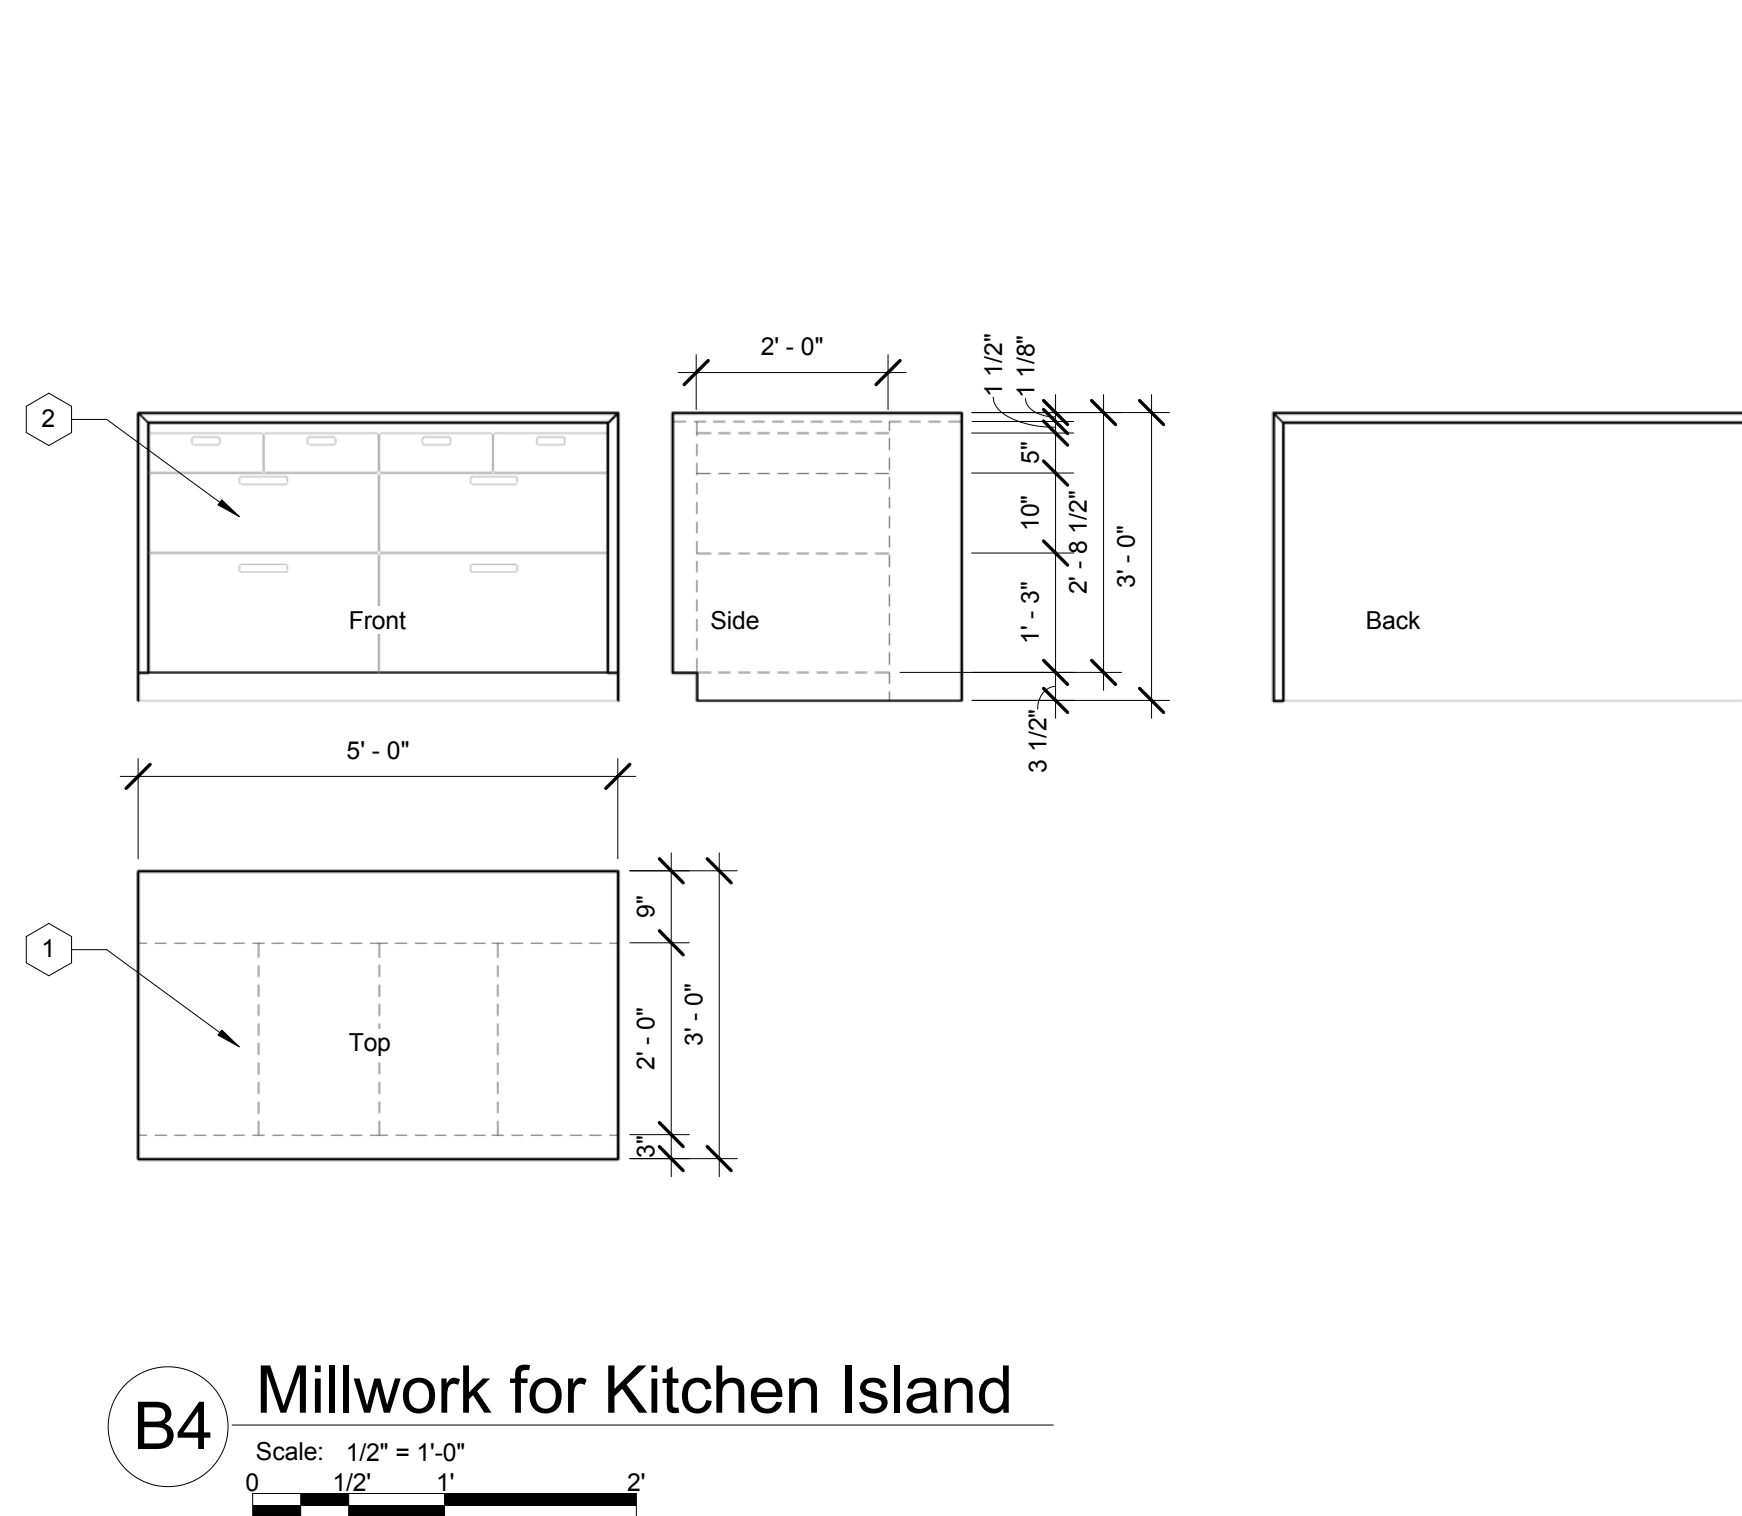 2' - 0"
1 1/2"
1 1/8"
2
5"
10"
2' - 8 1/2"
3' - 0"
1' - 3"
Front
Side
Back
3 1/2"
5' - 0"
9"
1
2' - 0"
3' - 0"
Top
3"
B4
Millwork for Kitchen Island
Scale: 1/2" = 1'-0"
0 1/2' 1' 2'